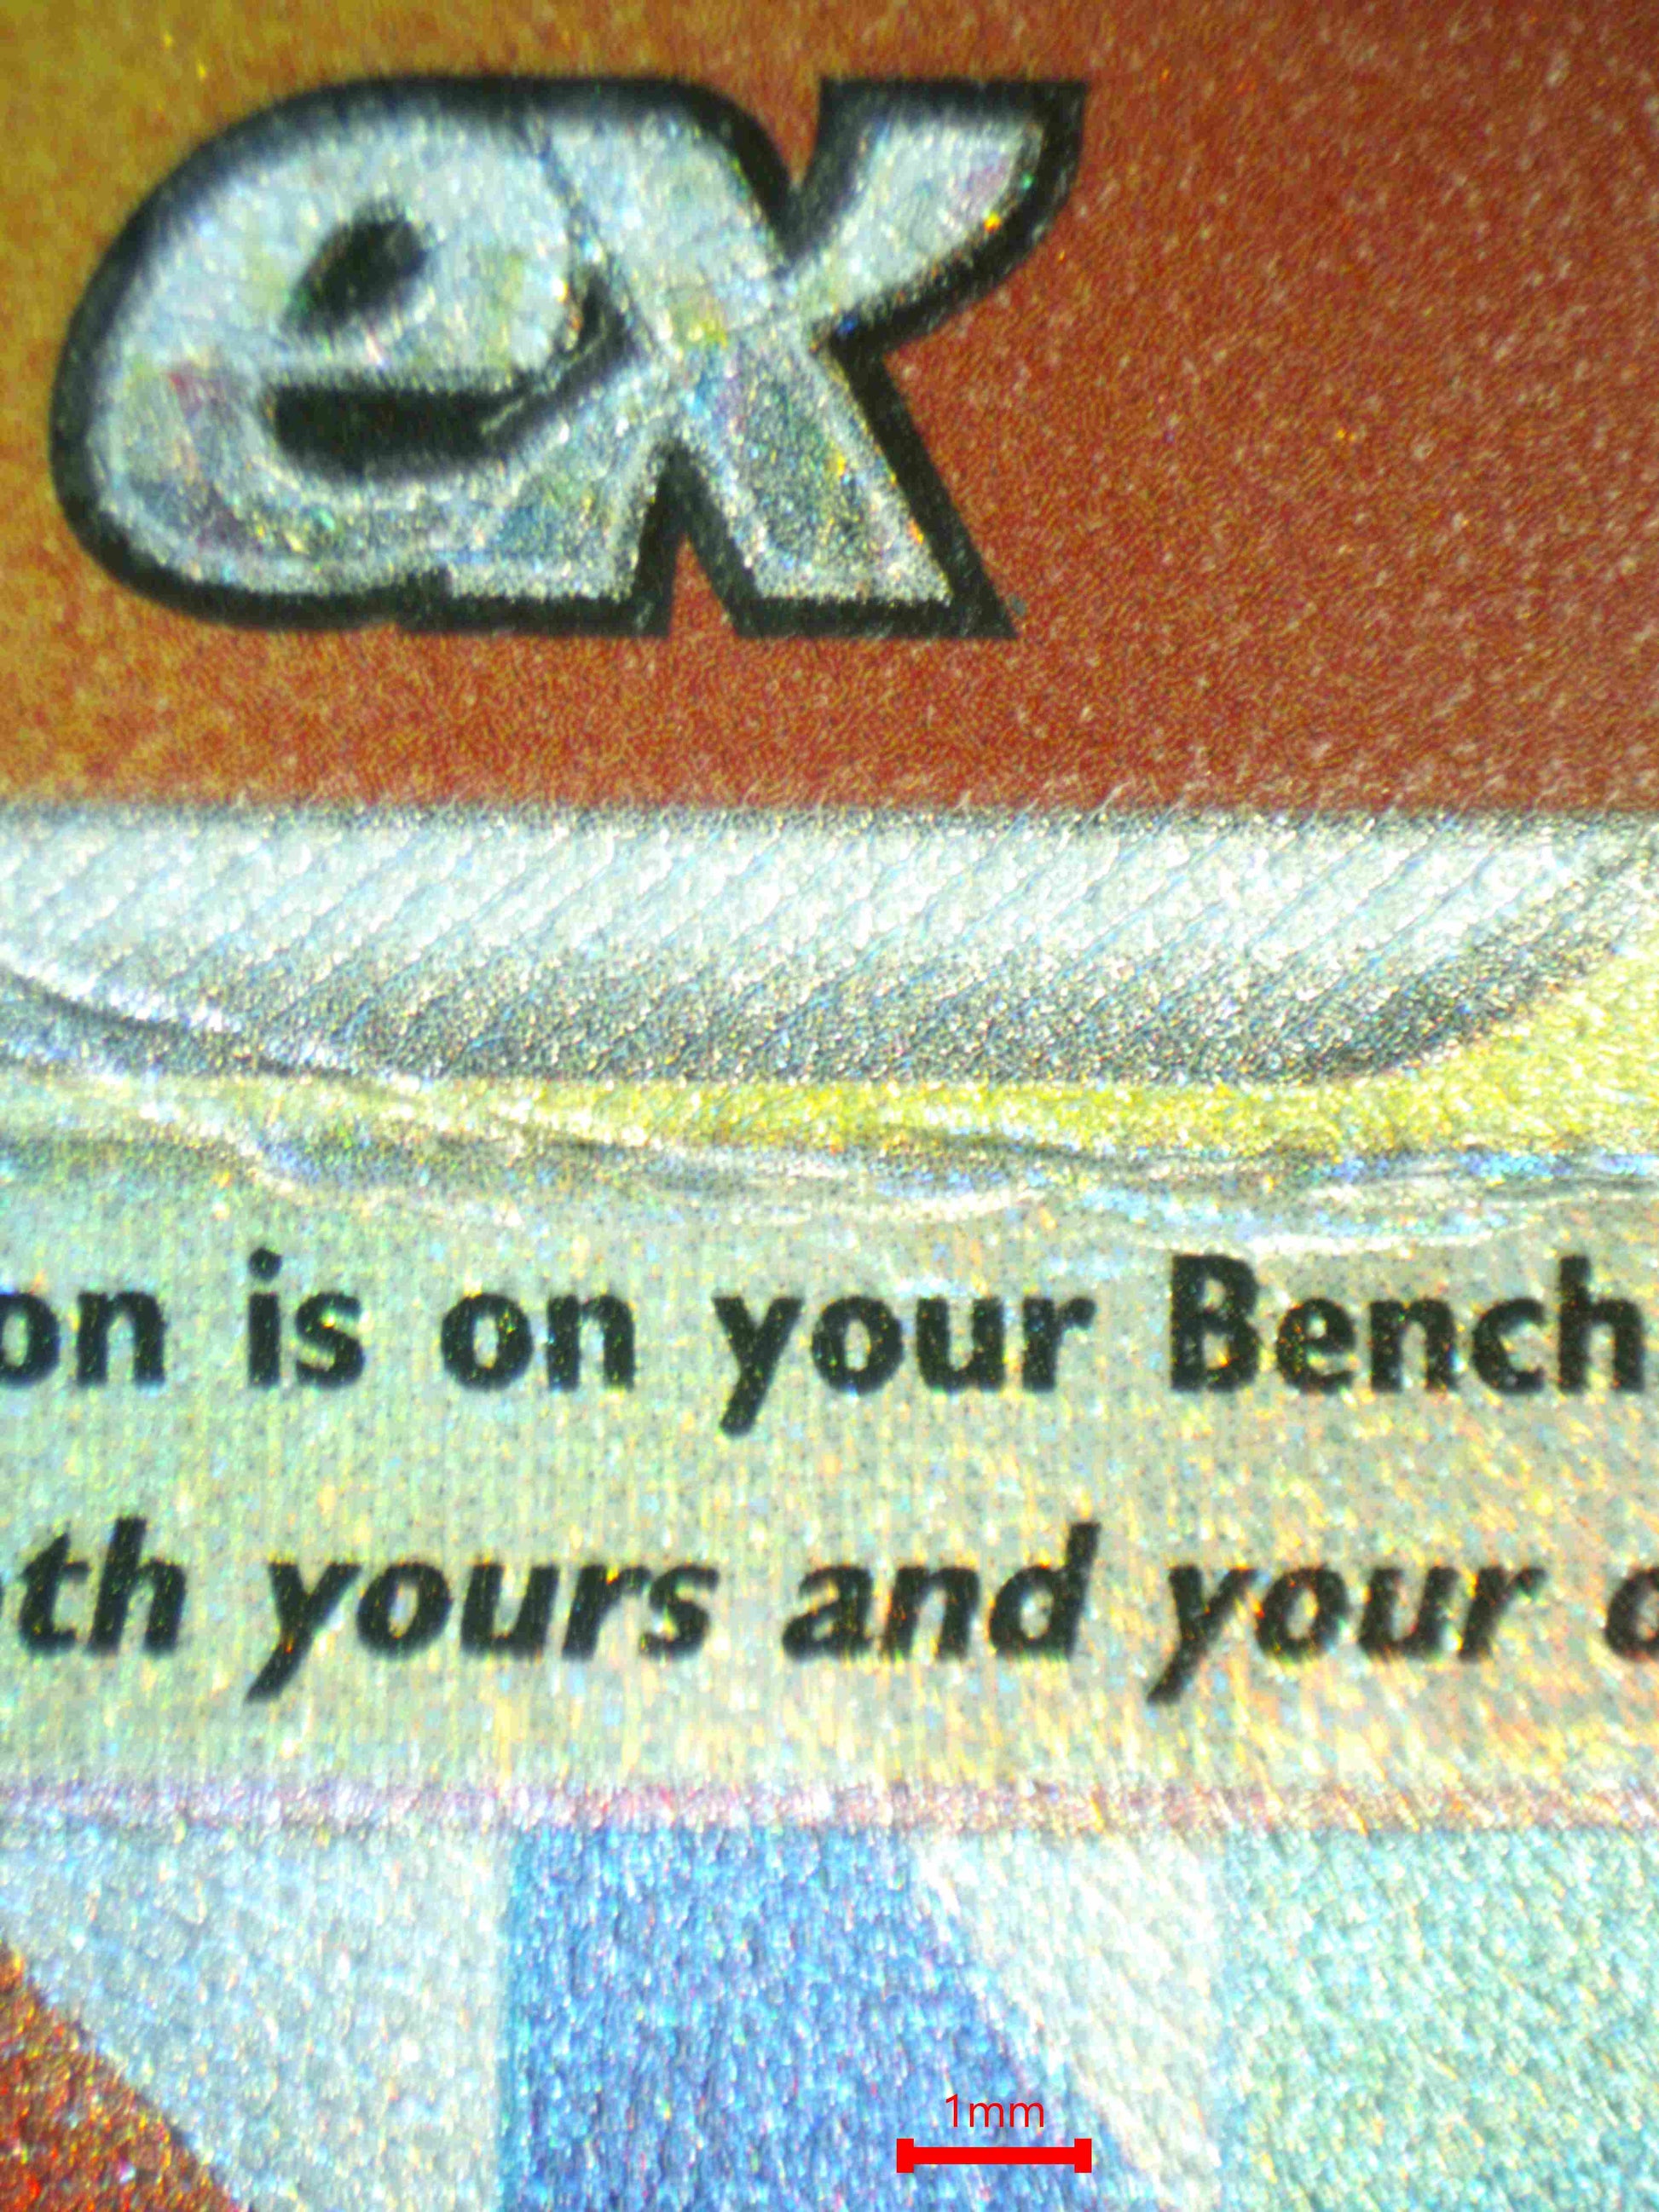 ex
on is on your Bench
th yours and your
1mm